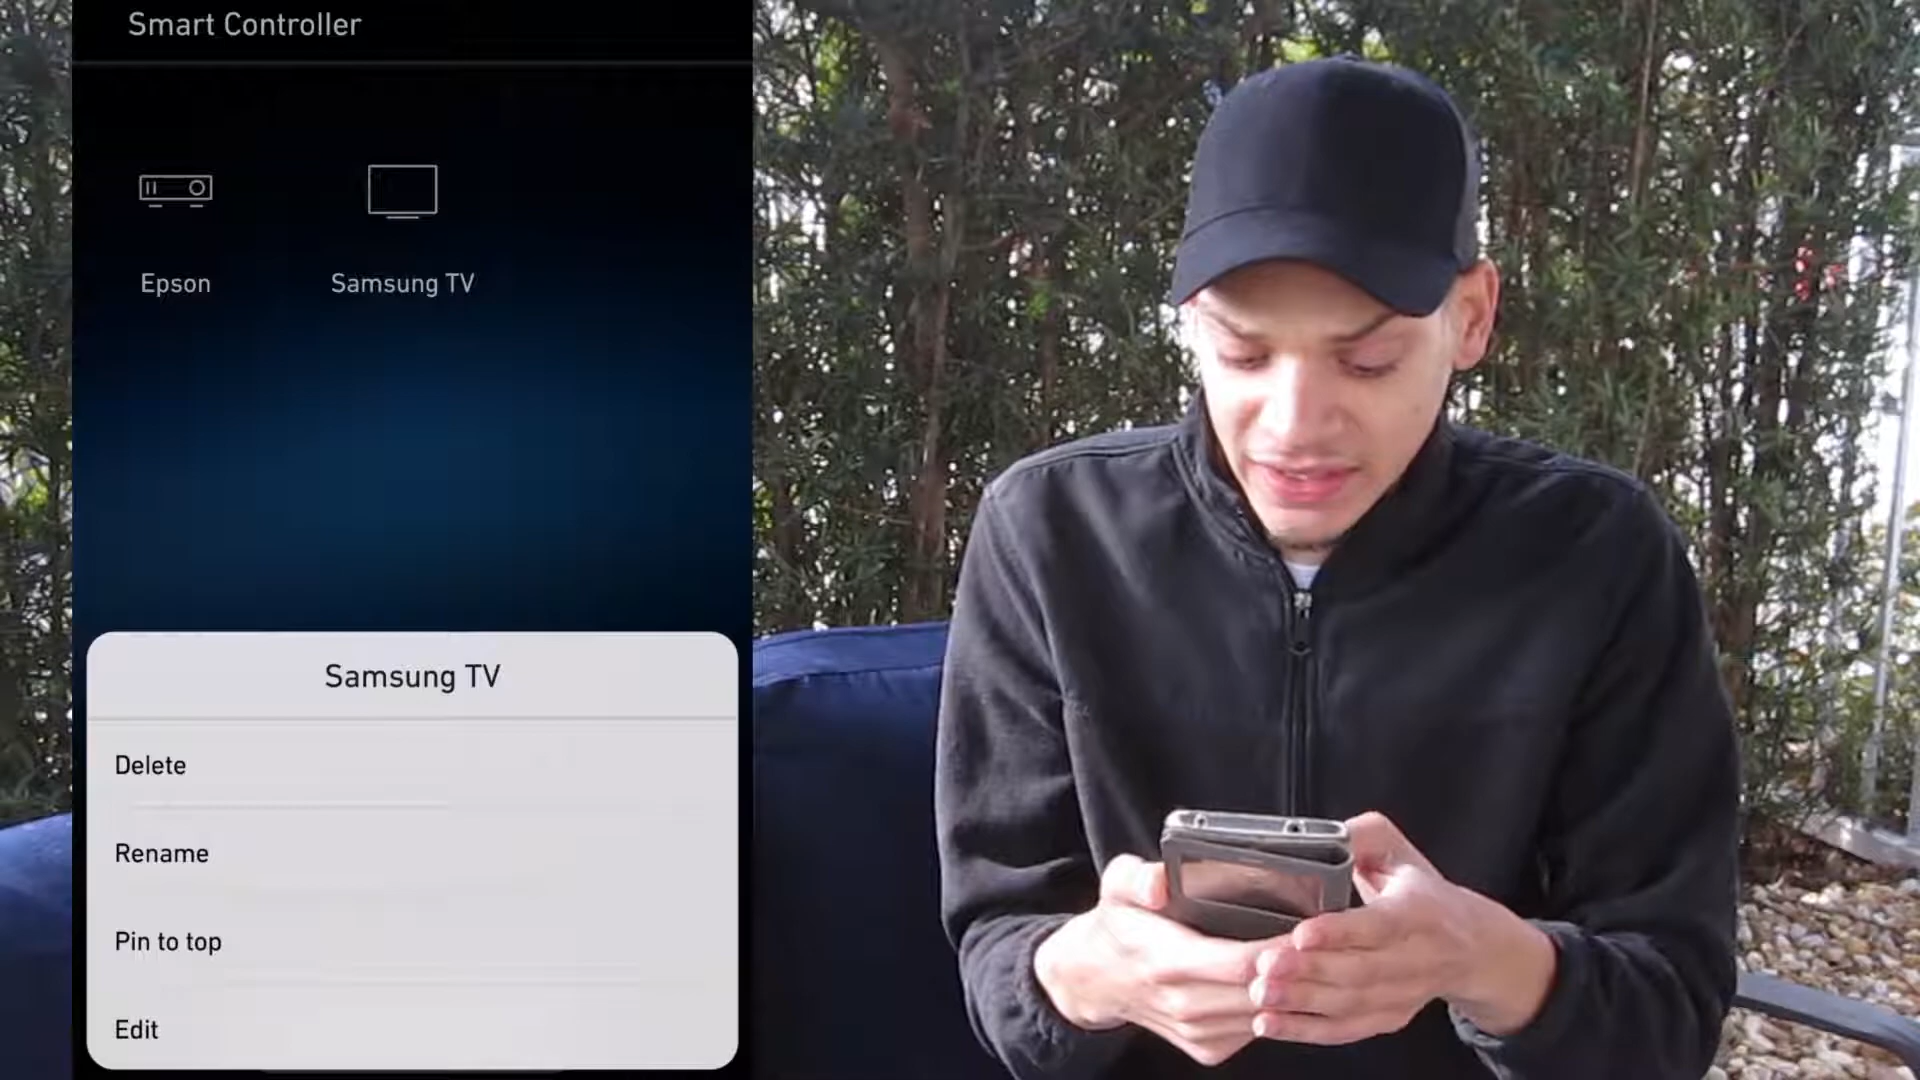 Smart Controller
Epson
Samsung TV
Samsung TV
Delete
Rename
Pin to top
Edit